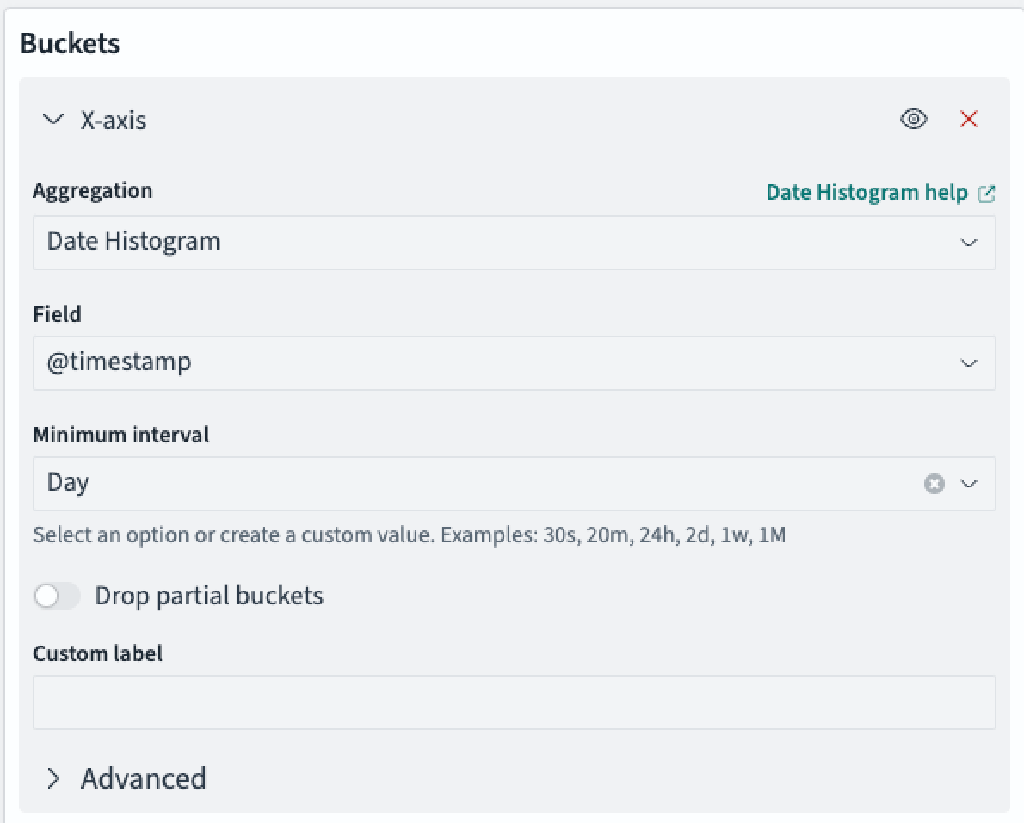 Buckets
X-axis
Aggregation
Date Histogram help
Date Histogram
Field
@timestamp
Minimum interval
Day
Select an option or create a custom value. Examples: 30s, 20m, 24h, 2d, 1w, 1M
Drop partial buckets
Custom label
Advanced